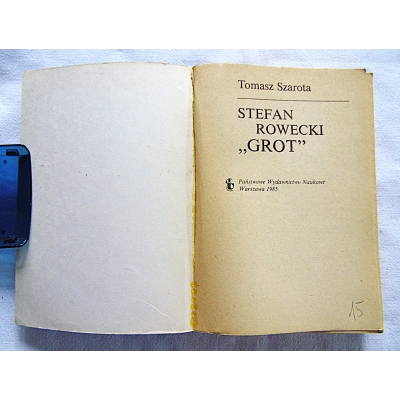 Tomasz Szarota
STEFAN
ROWECKI
„GROT”
Państwowe Wydawnictwo Naukowe
Warszawa 1985
15